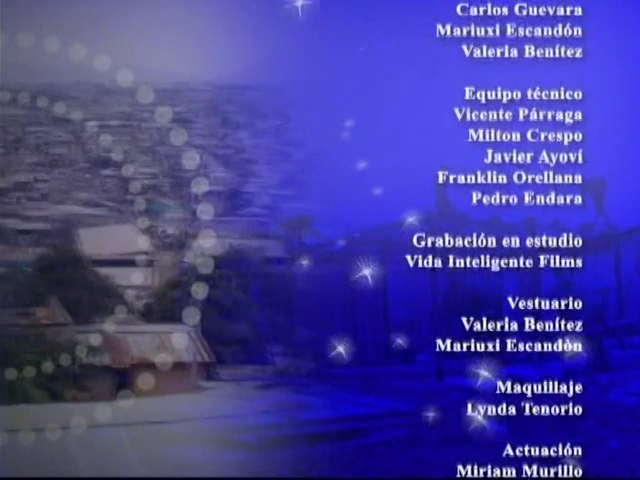 Carlos Guevara
Mariuxi Escandón
Valeria Benítez
Equipo técnico
Vicente Párraga
Milton Crespo
Javier Ayoví
Franklin Orellana
Pedro Endara
Grabación en estudio
Vida Inteligente Films
Vestuario
Valeria Benítez
Mariuxi Escandòn
Maquillaje
Lynda Tenorio
Actuación
Miriam Murillo